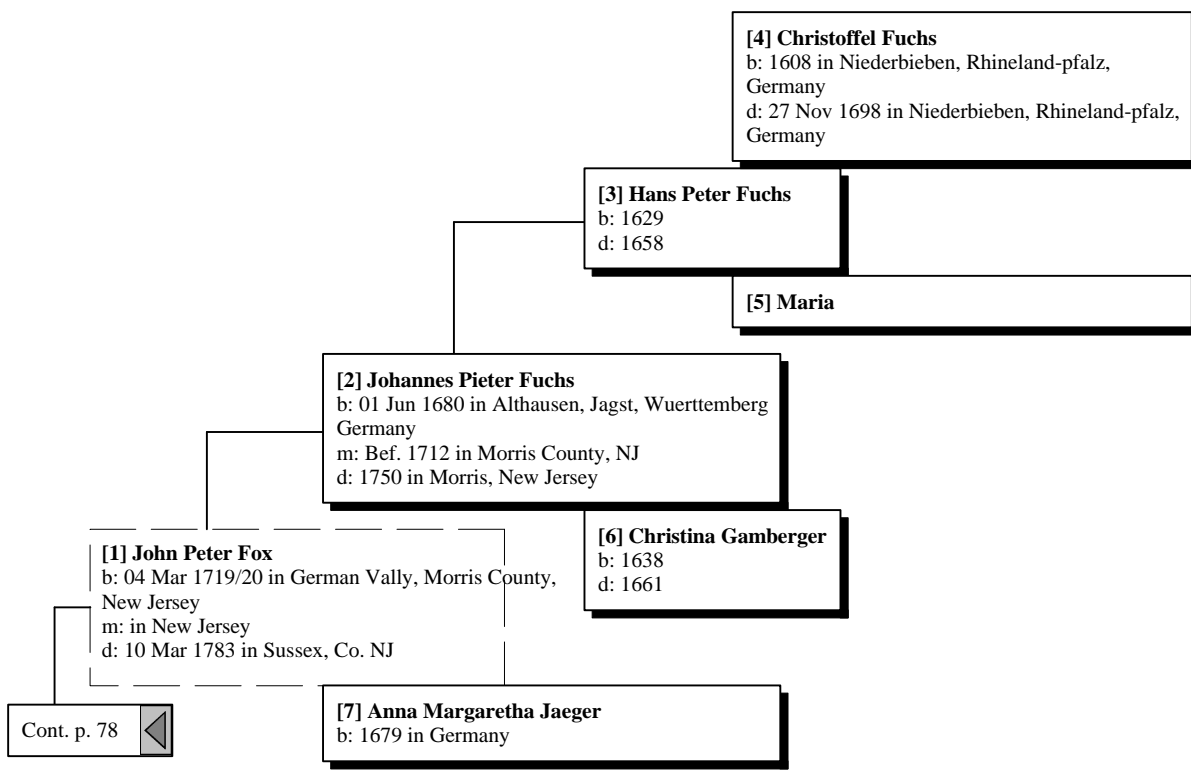 [4] Christoffel Fuchs
b: 1608 in Niederbieben, Rhineland-pfalz,
Germany
d: 27 Nov 1698 in Niederbieben, Rhineland-pfalz,
Germany
[3] Hans Peter Fuchs
b: 1629
d: 1658
[5] Maria
[2] Johannes Pieter Fuchs
b: 01 Jun 1680 in Althausen, Jagst, Wuerttemberg
Germany
m: Bef. 1712 in Morris County, NJ
d: 1750 in Morris, New Jersey
[6] Christina Gamberger
b: 1638
d: 1661
[1] John Peter Fox
b: 04 Mar 1719/20 in German Vally, Morris County,
New Jersey
m: in New Jersey
d: 10 Mar 1783 in Sussex, Co. NJ
[7] Anna Margaretha Jaeger
b: 1679 in Germany
Cont. p. 78